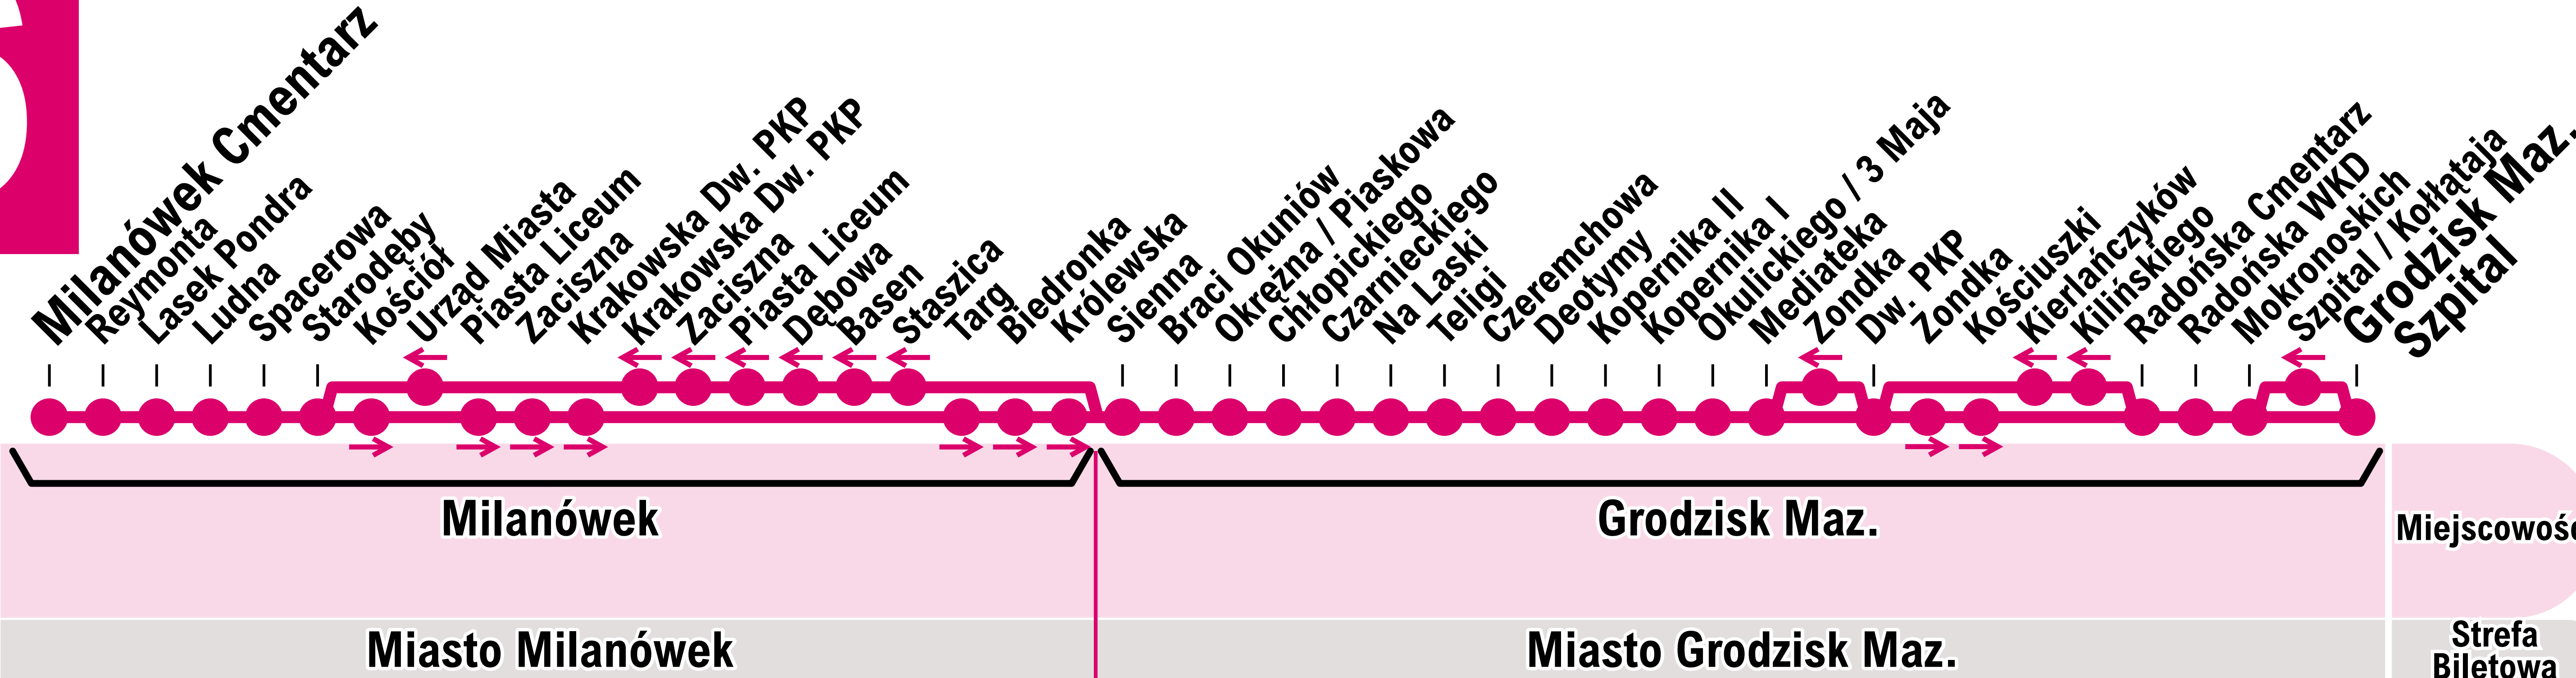 Milanówek Cmentarz
Reymonta
Lasek Pondra
Ludna
Spacerowa
Starodęby
Kościół
Urząd Miasta
Piasta Liceum
Zaciszna
Krakowska Dw. PKP
Krakowska Dw. PKP
Zaciszna
Piasta Liceum
Dębowa
Basen
Staszica
Targ
Biedronka
Królewska
Sienna
Braci Okuniów
Okrężna / Piaskowa
Chłopickiego
Czarnieckiego
Na Laski
Teligi
Czeremchowa
Deotymy
Kopernika II
Kopernika I
Okulickiego / 3 Maja
Mediateka
Zondka
Dw. PKP
Zondka
Kościuszki
Kierlańczyków
Kilińskiego
Radońska Cmentarz
Radońska WKD
Mokronoskich
Szpital / Kołłątaja
Grodzisk Maz.
Szpital
Milanówek
Grodzisk Maz.
Miejscowość
Miasto Milanówek
Miasto Grodzisk Maz.
Strefa
Biletowa